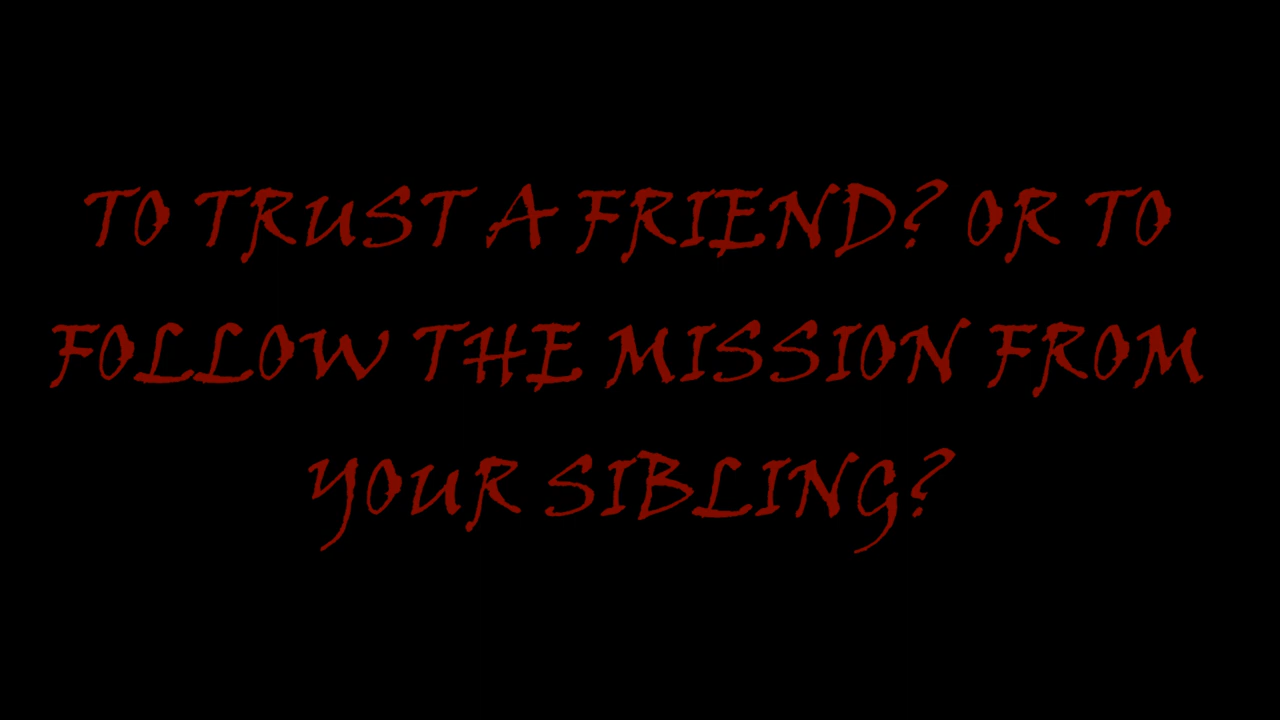 TO TRUST A FRIEND? OR TO
FOLLOW THE MISSION FROM
YOUR SIBLING?